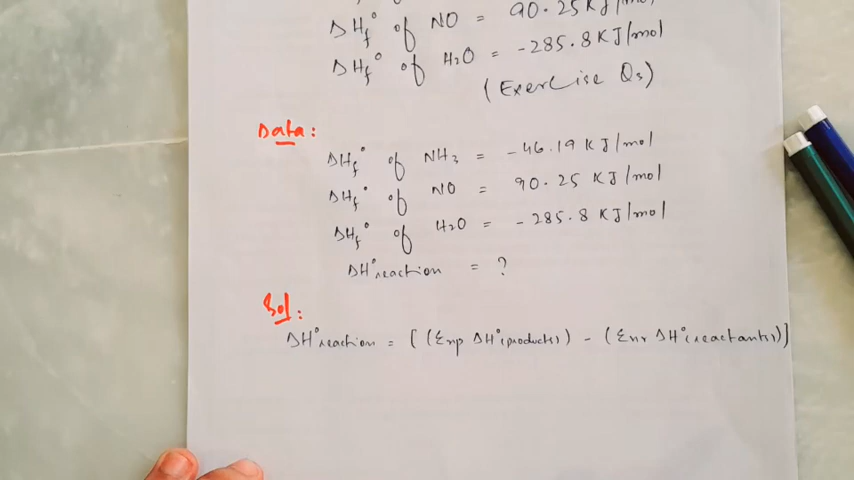 ΔHf° of NO = 90.25 KJ/mol
ΔHf° of H2O = -285.8 KJ/mol
(Exercise Qs)
Data:
ΔHf° of NH3 = -46.19 KJ/mol
ΔHf° of NO = 90.25 KJ/mol
ΔHf° of H2O = -285.8 KJ/mol
ΔH°reaction = ?
Sol:
ΔH°reaction = [(Σnp ΔH°(products)) - (Σnr ΔH°(reactants))]